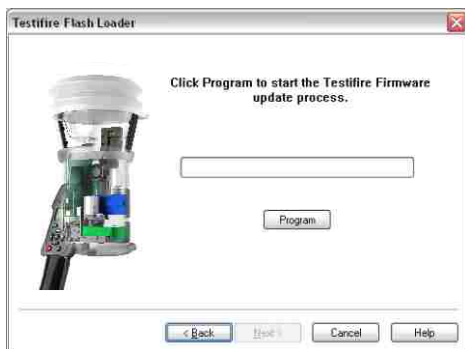 Testifire Flash Loader
Click Program to start the Testifire Firmware
update process.
Program
< Back
Next >
Cancel
Help